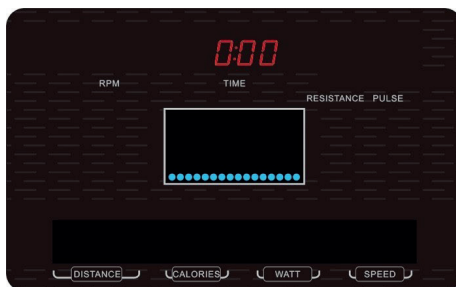 0:00
RPM TIME
RESISTANCE PULSE
DISTANCE CALORIES WATT SPEED